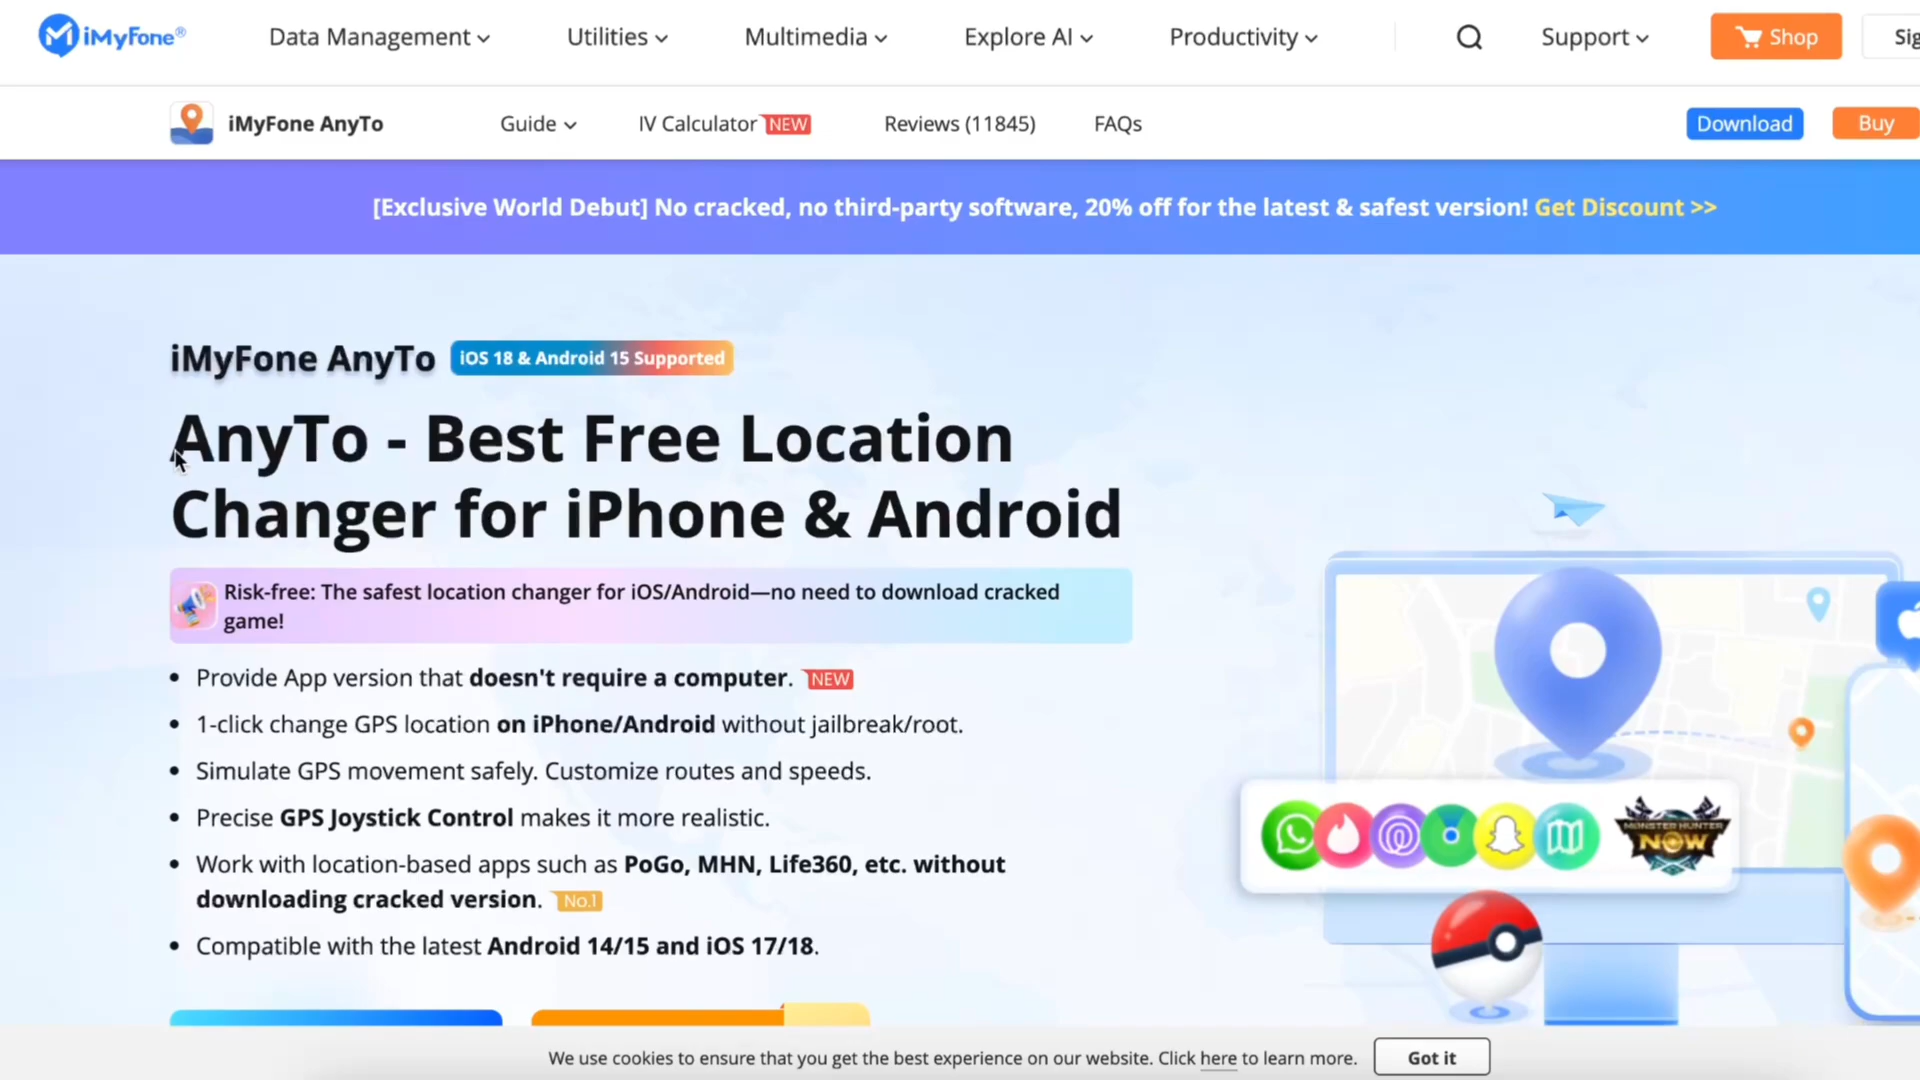 iMyFone®
Data Management
Utilities
Multimedia
Explore AI
Productivity
Support
Shop
iMyFone AnyTo
Guide
IV Calculator NEW
Reviews (11845)
FAQs
Download
Buy
[Exclusive World Debut] No cracked, no third-party software, 20% off for the latest & safest version! Get Discount >>
iMyFone AnyTo
iOS 18 & Android 15 Supported
AnyTo - Best Free Location
Changer for iPhone & Android
Risk-free: The safest location changer for iOS/Android—no need to download cracked
game!
• Provide App version that doesn't require a computer. NEW
• 1-click change GPS location on iPhone/Android without jailbreak/root.
• Simulate GPS movement safely. Customize routes and speeds.
• Precise GPS Joystick Control makes it more realistic.
• Work with location-based apps such as PoGo, MHN, Life360, etc. without
downloading cracked version. No.1
• Compatible with the latest Android 14/15 and iOS 17/18.
MONSTER HUNTER
NOW
We use cookies to ensure that you get the best experience on our website. Click here to learn more.
Got it